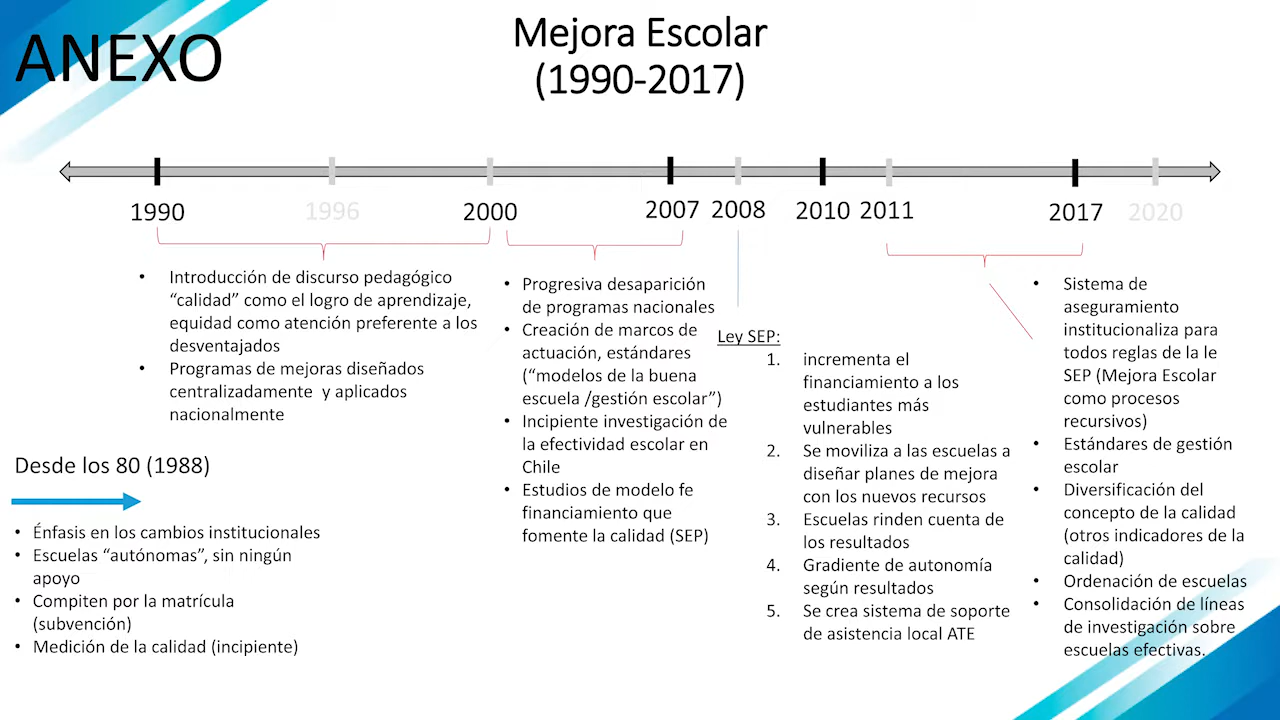 ANEXO
Mejora Escolar
(1990-2017)
1990
1996
2000
2007
2008
2010
2011
2017
2020
• Introducción de discurso pedagógico
“calidad” como el logro de aprendizaje,
equidad como atención preferente a los
desventajados
• Programas de mejoras diseñados
centralizadamente y aplicados
nacionalmente
Desde los 80 (1988)
• Énfasis en los cambios institucionales
• Escuelas “autónomas”, sin ningún
apoyo
• Compiten por la matrícula
(subvención)
• Medición de la calidad (incipiente)
• Progresiva desaparición
de programas nacionales
• Creación de marcos de
actuación, estándares
(“modelos de la buena
escuela /gestión escolar”)
• Incipiente investigación de
la efectividad escolar en
Chile
• Estudios de modelo fe
financiamiento que
fomente la calidad (SEP)
Ley SEP:
1. incrementa el
financiamiento a los
estudiantes más
vulnerables
2. Se moviliza a las escuelas a
diseñar planes de mejora
con los nuevos recursos
3. Escuelas rinden cuenta de
los resultados
4. Gradiente de autonomía
según resultados
5. Se crea sistema de soporte
de asistencia local ATE
• Sistema de
aseguramiento
institucionaliza para
todos reglas de la le
SEP (Mejora Escolar
como procesos
recursivos)
• Estándares de gestión
escolar
• Diversificación del
concepto de la calidad
(otros indicadores de la
calidad)
• Ordenación de escuelas
• Consolidación de líneas
de investigación sobre
escuelas efectivas.